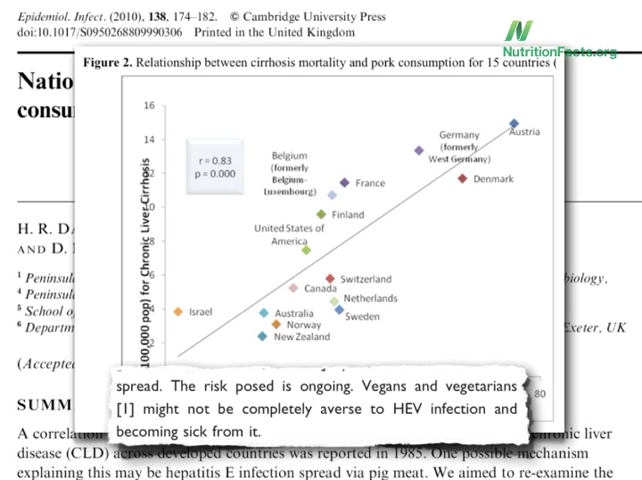 Epidemiol. Infect. (2010), 138, 174–182. © Cambridge University Press
doi:10.1017/S0950268809990306 Printed in the United Kingdom
NutritionFacts.org
Figure 2. Relationship between cirrhosis mortality and pork consumption for 15 countries (
Natio
consu
16
14
12
10
8
6
2
100,000 pop) for Chronic Liver Cirrhosis
r = 0.83
p = 0.000
Germany
(formerly
West Germany)
Austria
Belgium
(formerly
Belgium-
Luxembourg)
France
Denmark
Finland
United States of
America
Switzerland
Canada
Netherlands
Israel
Australia
Sweden
Norway
New Zealand
80
H. R. DA
AND D.
1 Peninsula
biology,
4 Peninsula
5 School of
6 Departm
Exeter, UK
(Accepted
spread. The risk posed is ongoing. Vegans and vegetarians
[1] might not be completely averse to HEV infection and
becoming sick from it.
SUMM
A correlation
chronic liver
disease (CLD) across developed countries was reported in 1985. One possible mechanism
explaining this may be hepatitis E infection spread via pig meat. We aimed to re-examine the